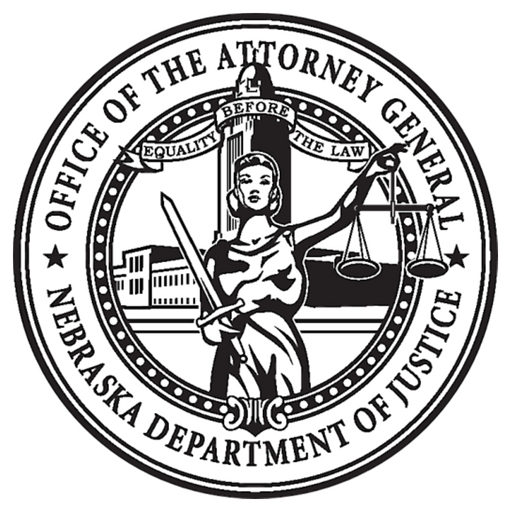 OFFICE OF THE ATTORNEY GENERAL
EQUALITY BEFORE THE LAW
NEBRASKA DEPARTMENT OF JUSTICE